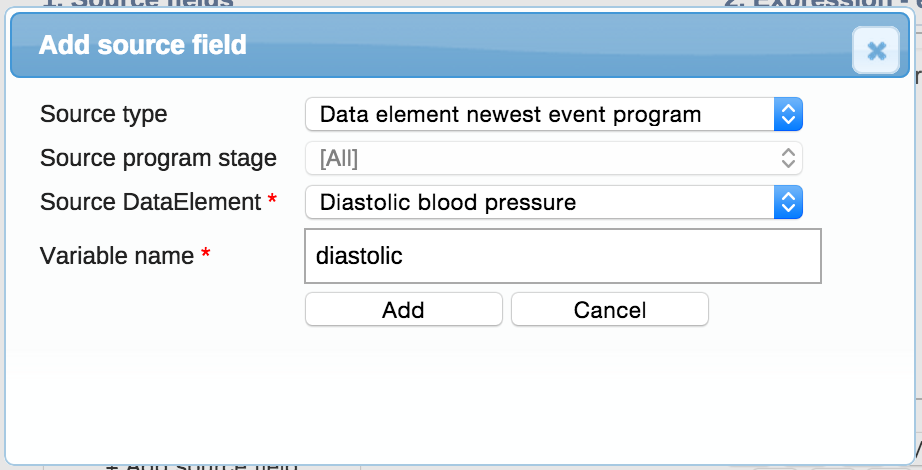 1. Source fields
2. Expression -
Add source field
Source type
Data element newest event program
Source program stage
[All]
Source DataElement *
Diastolic blood pressure
Variable name *
diastolic
Add
Cancel
+ Add source field